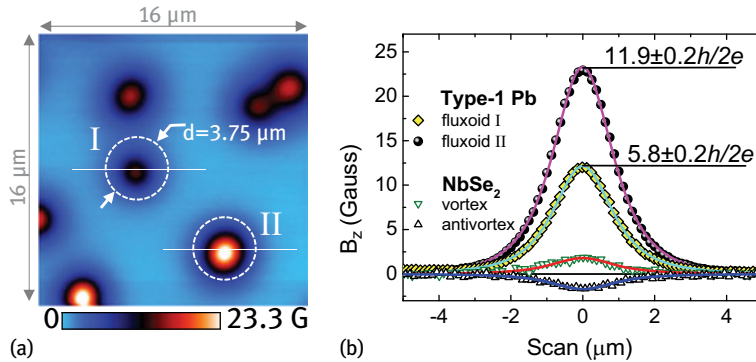 16 μm
16 μm
I
d=3.75 μm
II
0
23.3 G
(a)
25
20
15
10
5
0
B_z (Gauss)
11.9±0.2h/2e
5.8±0.2h/2e
Type-1 Pb
fluxoid I
fluxoid II
NbSe₂
vortex
antivortex
-4 -2 0 2 4
Scan (μm)
(b)